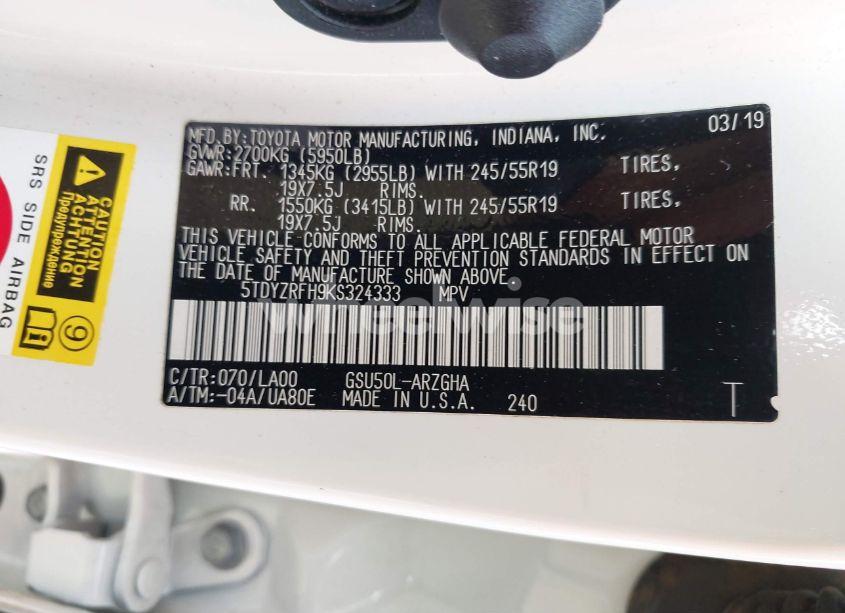 MFD.BY:TOYOTA MOTOR MANUFACTURING, INDIANA, INC. 03/19
GVWR:2700KG (5950LB)
GAWR:FRT. 1345KG (2955LB) WITH 245/55R19 TIRES,
19X7.5J RIMS.
RR. 1550KG (3415LB) WITH 245/55R19 TIRES,
19X7.5J RIMS.
THIS VEHICLE CONFORMS TO ALL APPLICABLE FEDERAL MOTOR
VEHICLE SAFETY AND THEFT PREVENTION STANDARDS IN EFFECT ON
THE DATE OF MANUFACTURE SHOWN ABOVE.
5TDYZRFH9KS324333 MPV
C/TR:070/LA00 GSU50L-ARZGHA
A/TM:-04A/UA80E MADE IN U.S.A. 240 T
wheelwise
SRS SIDE AIRBAG
CAUTION
ATTENTION
ACHTUNG
Предупреждение
9